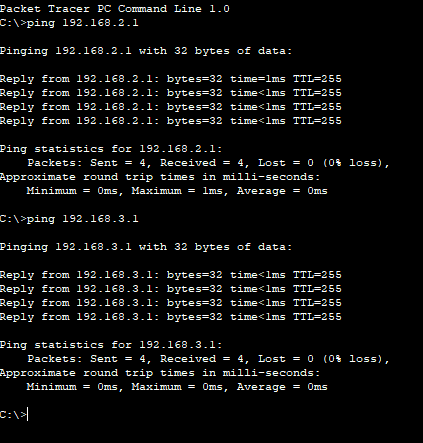 Packet Tracer PC Command Line 1.0
C:\>ping 192.168.2.1
Pinging 192.168.2.1 with 32 bytes of data:
Reply from 192.168.2.1: bytes=32 time=1ms TTL=255
Reply from 192.168.2.1: bytes=32 time<1ms TTL=255
Reply from 192.168.2.1: bytes=32 time<1ms TTL=255
Reply from 192.168.2.1: bytes=32 time<1ms TTL=255
Ping statistics for 192.168.2.1:
    Packets: Sent = 4, Received = 4, Lost = 0 (0% loss),
Approximate round trip times in milli-seconds:
    Minimum = 0ms, Maximum = 1ms, Average = 0ms
C:\>ping 192.168.3.1
Pinging 192.168.3.1 with 32 bytes of data:
Reply from 192.168.3.1: bytes=32 time<1ms TTL=255
Reply from 192.168.3.1: bytes=32 time<1ms TTL=255
Reply from 192.168.3.1: bytes=32 time<1ms TTL=255
Reply from 192.168.3.1: bytes=32 time<1ms TTL=255
Ping statistics for 192.168.3.1:
    Packets: Sent = 4, Received = 4, Lost = 0 (0% loss),
Approximate round trip times in milli-seconds:
    Minimum = 0ms, Maximum = 0ms, Average = 0ms
C:\>